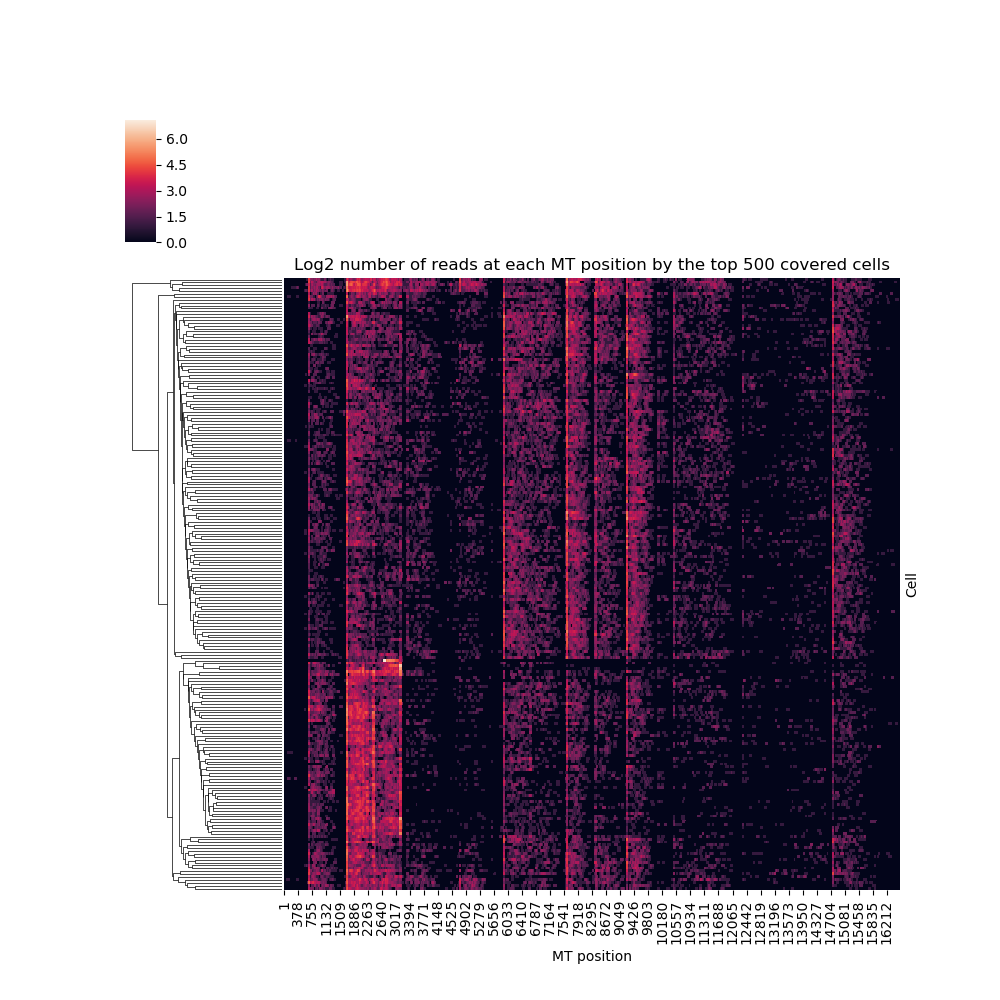 6.0
4.5
3.0
1.5
0.0
Log2 number of reads at each MT position by the top 500 covered cells
Cell
1 378 755 1132 1509 1886 2263 2640 3017 3394 3771 4148 4525 4902 5279 5656 6033 6410 6787 7164 7541 7918 8295 8672 9049 9426 9803 10180 10557 10934 11311 11688 12065 12442 12819 13196 13573 13950 14327 14704 15081 15458 15835 16212
MT position